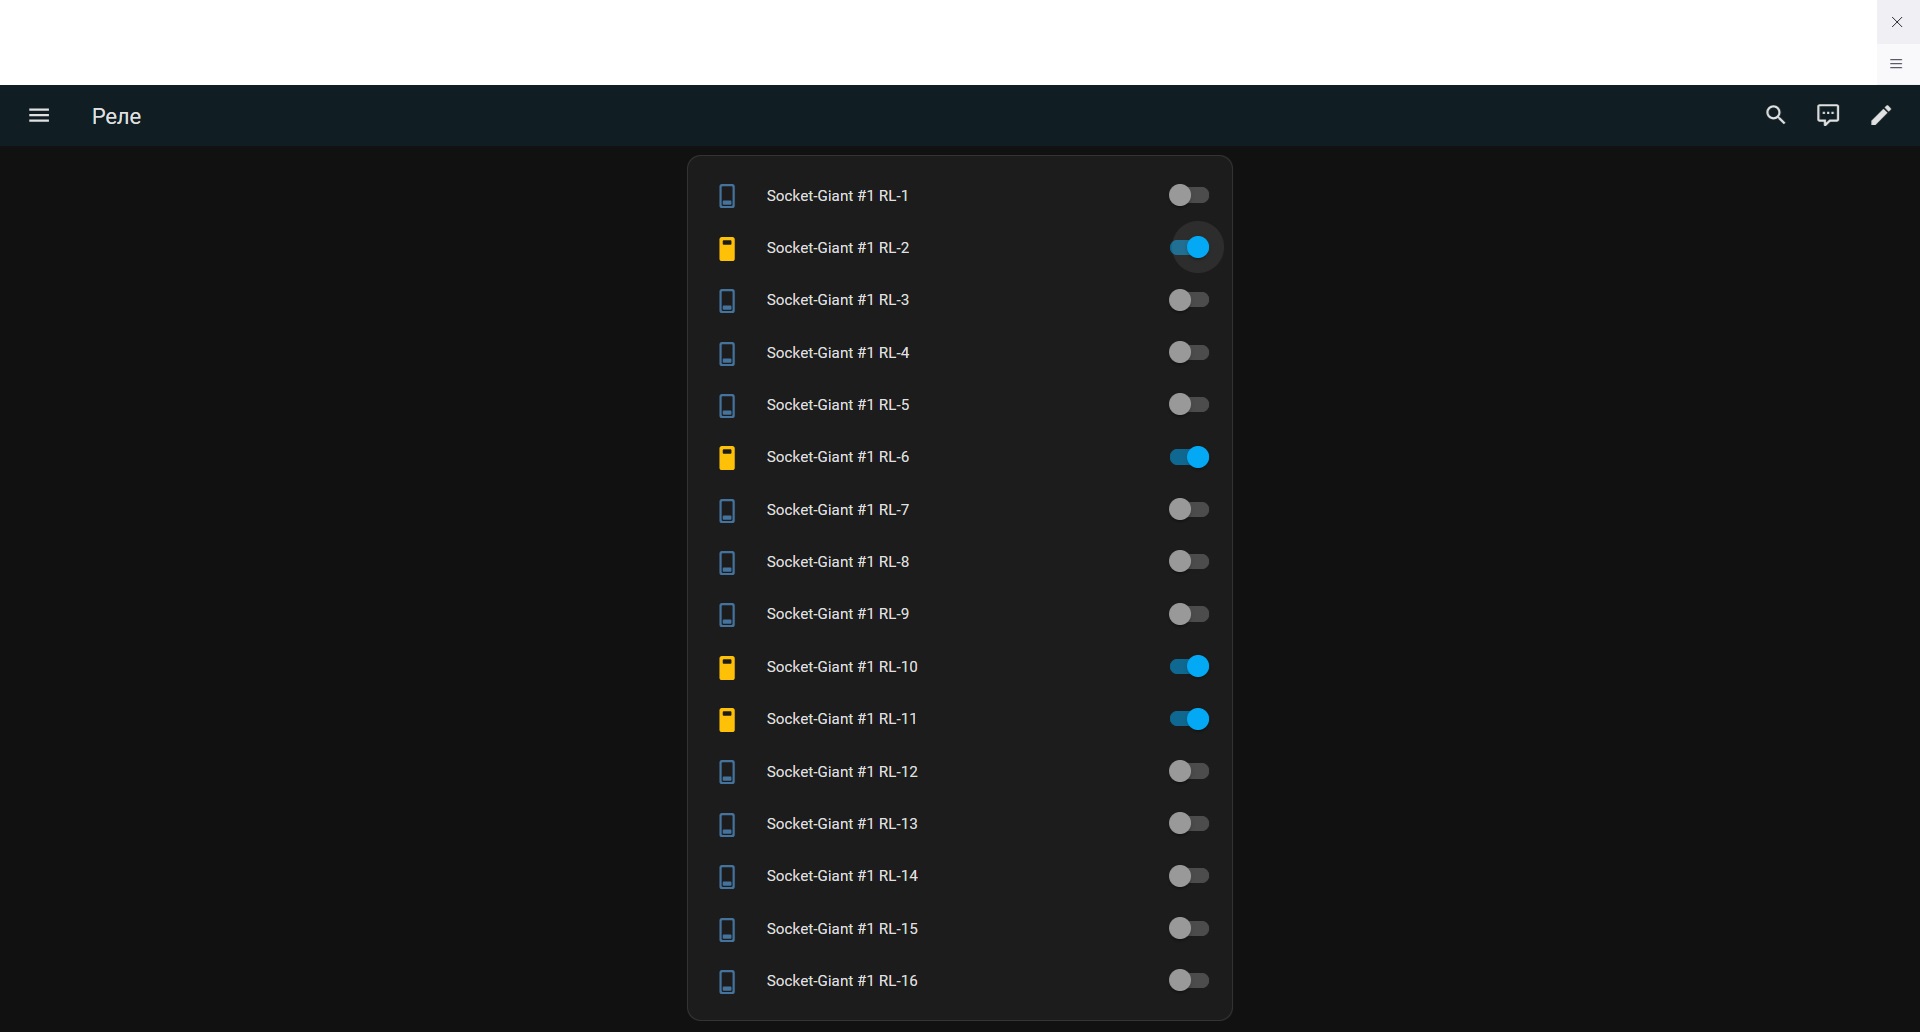 Реле
Socket-Giant #1 RL-1
Socket-Giant #1 RL-2
Socket-Giant #1 RL-3
Socket-Giant #1 RL-4
Socket-Giant #1 RL-5
Socket-Giant #1 RL-6
Socket-Giant #1 RL-7
Socket-Giant #1 RL-8
Socket-Giant #1 RL-9
Socket-Giant #1 RL-10
Socket-Giant #1 RL-11
Socket-Giant #1 RL-12
Socket-Giant #1 RL-13
Socket-Giant #1 RL-14
Socket-Giant #1 RL-15
Socket-Giant #1 RL-16